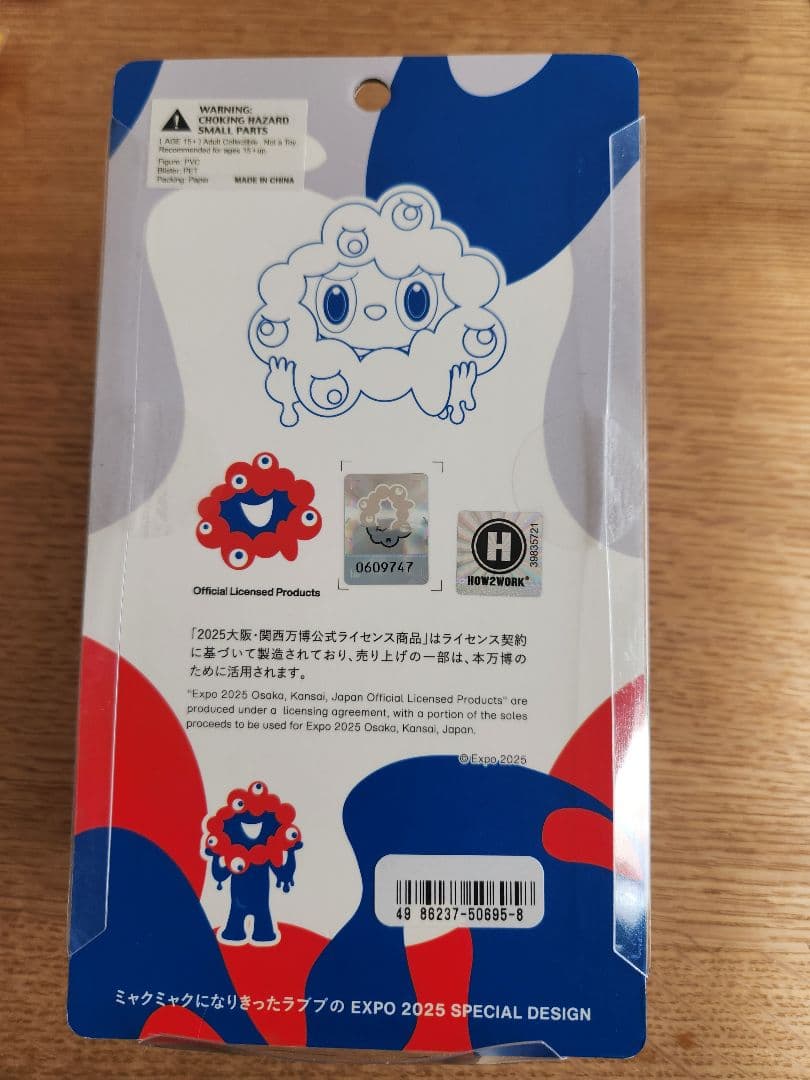 WARNING:
CHOKING HAZARD
SMALL PARTS
( AGE 15+ ) Adult Collectible. Not a Toy
Recommended for ages 15+up.
Figure: PVC
Blister: PET
Packing: Paper MADE IN CHINA
0609747
H
HOW2WORK®
39835721
Official Licensed Products
「2025大阪・関西万博公式ライセンス商品」はライセンス契約
に基づいて製造されており、売り上げの一部は、本万博の
ために活用されます。
"Expo 2025 Osaka, Kansai, Japan Official Licensed Products" are
produced under a licensing agreement, with a portion of the sales
proceeds to be used for Expo 2025 Osaka, Kansai, Japan.
©Expo 2025
49 86237-50695-8
ミャクミャクになりきったラブブの EXPO 2025 SPECIAL DESIGN